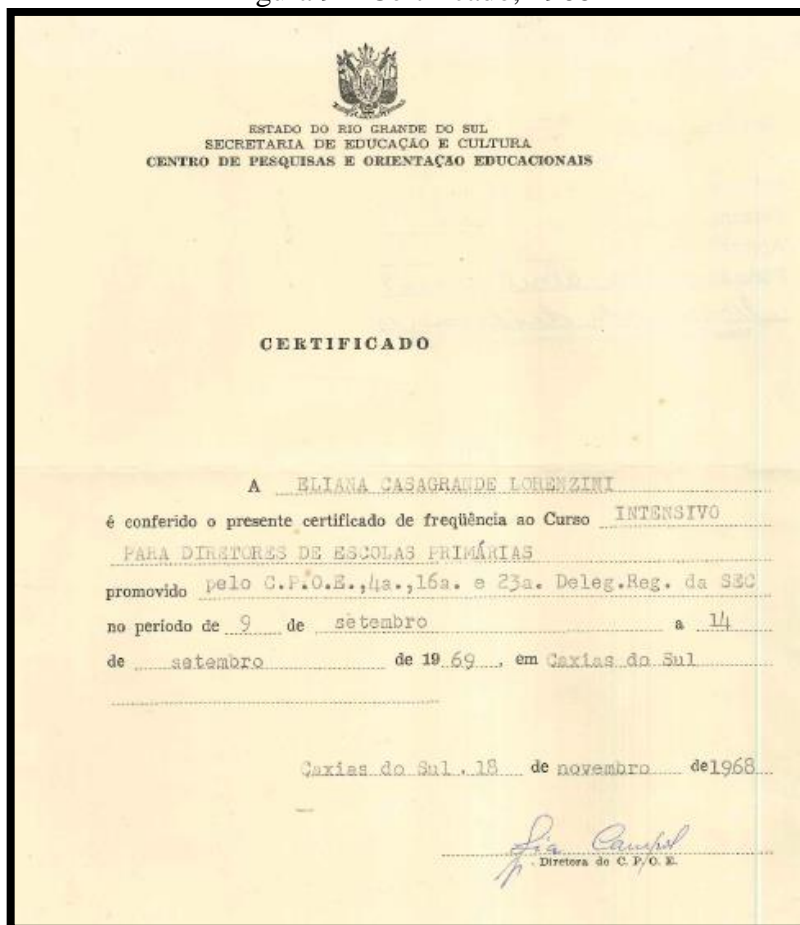 ESTADO DO RIO GRANDE DO SUL
SECRETARIA DE EDUCAÇÃO E CULTURA
CENTRO DE PESQUISAS E ORIENTAÇÃO EDUCACIONAIS
CERTIFICADO
A ELIANA CASAGRANDE LORENZINI
é conferido o presente certificado de freqüência ao Curso INTENSIVO
PARA DIRETORES DE ESCOLAS PRIMÁRIAS
promovido pelo C.P.O.E.,4a.,16a. e 23a. Deleg.Reg. da SEC
no período de 9 de setembro a 14
de setembro de 19 69, em Caxias do Sul
Caxias do Sul, 18 de novembro de 1968
Diretora do C. P. O. E.